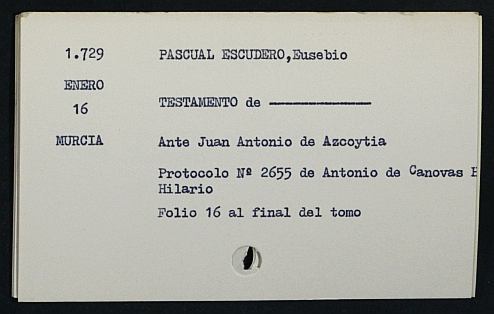 1.729 PASCUAL ESCUDERO,Eusebio
ENERO
16 TESTAMENTO de ----------------
MURCIA Ante Juan Antonio de Azcoytia
Protocolo Nº 2655 de Antonio de Canovas
Hilario
Folio 16 al final del tomo